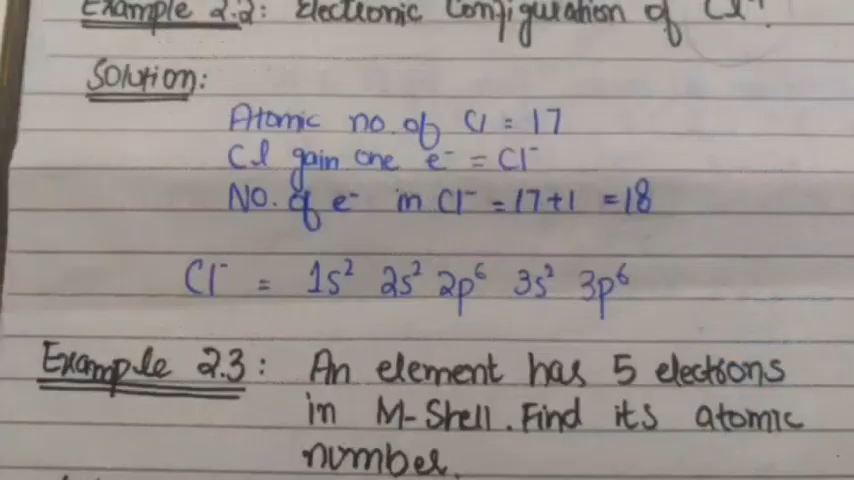 Example 2.2: Electronic Configuration of Cl⁻¹.
Solution:
Atomic no. of Cl = 17
Cl gain one e⁻ = Cl⁻
No. of e⁻ in Cl⁻ = 17+1 = 18
Cl⁻ = 1s² 2s² 2p⁶ 3s² 3p⁶
Example 2.3: An element has 5 electrons
in M-Shell. Find its atomic
number.